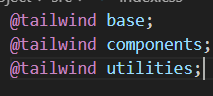 @tailwind base;
@tailwind components;
@tailwind utilities;